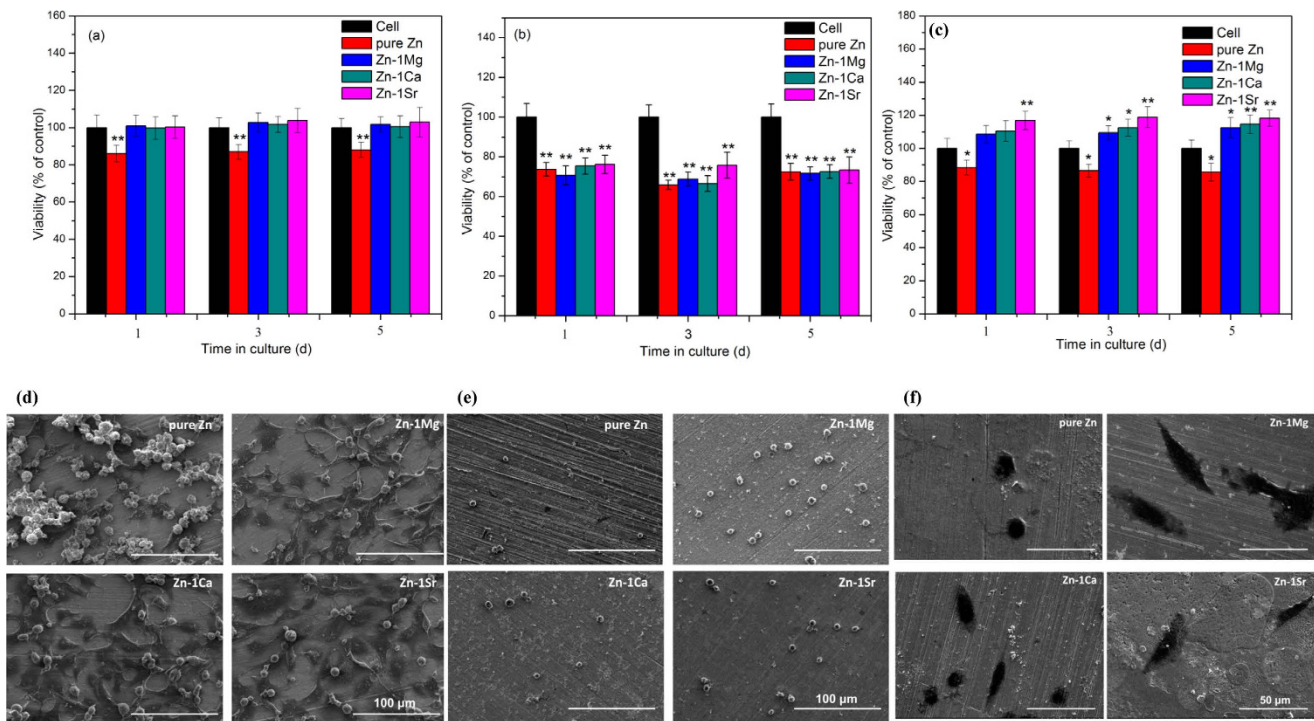 (a)
Cell
pure Zn
Zn-1Mg
Zn-1Ca
Zn-1Sr
Viability (% of control)
160
140
120
100
80
60
40
20
0
** ** **
1 3 5
Time in culture (d)
(b)
Cell
pure Zn
Zn-1Mg
Zn-1Ca
Zn-1Sr
Viability (% of control)
140
120
100
80
60
40
20
0
** ** ** ** ** ** ** ** ** ** ** **
1 3 5
Time in culture (d)
(c)
Cell
pure Zn
Zn-1Mg
Zn-1Ca
Zn-1Sr
Viability (% of control)
180
160
140
120
100
80
60
40
20
0
* ** * * * ** * * ** **
1 3 5
Time in culture (d)
(d)
pure Zn
Zn-1Mg
Zn-1Ca
Zn-1Sr
100 µm
(e)
pure Zn
Zn-1Mg
Zn-1Ca
Zn-1Sr
100 µm
(f)
pure Zn
Zn-1Mg
Zn-1Ca
Zn-1Sr
50 µm